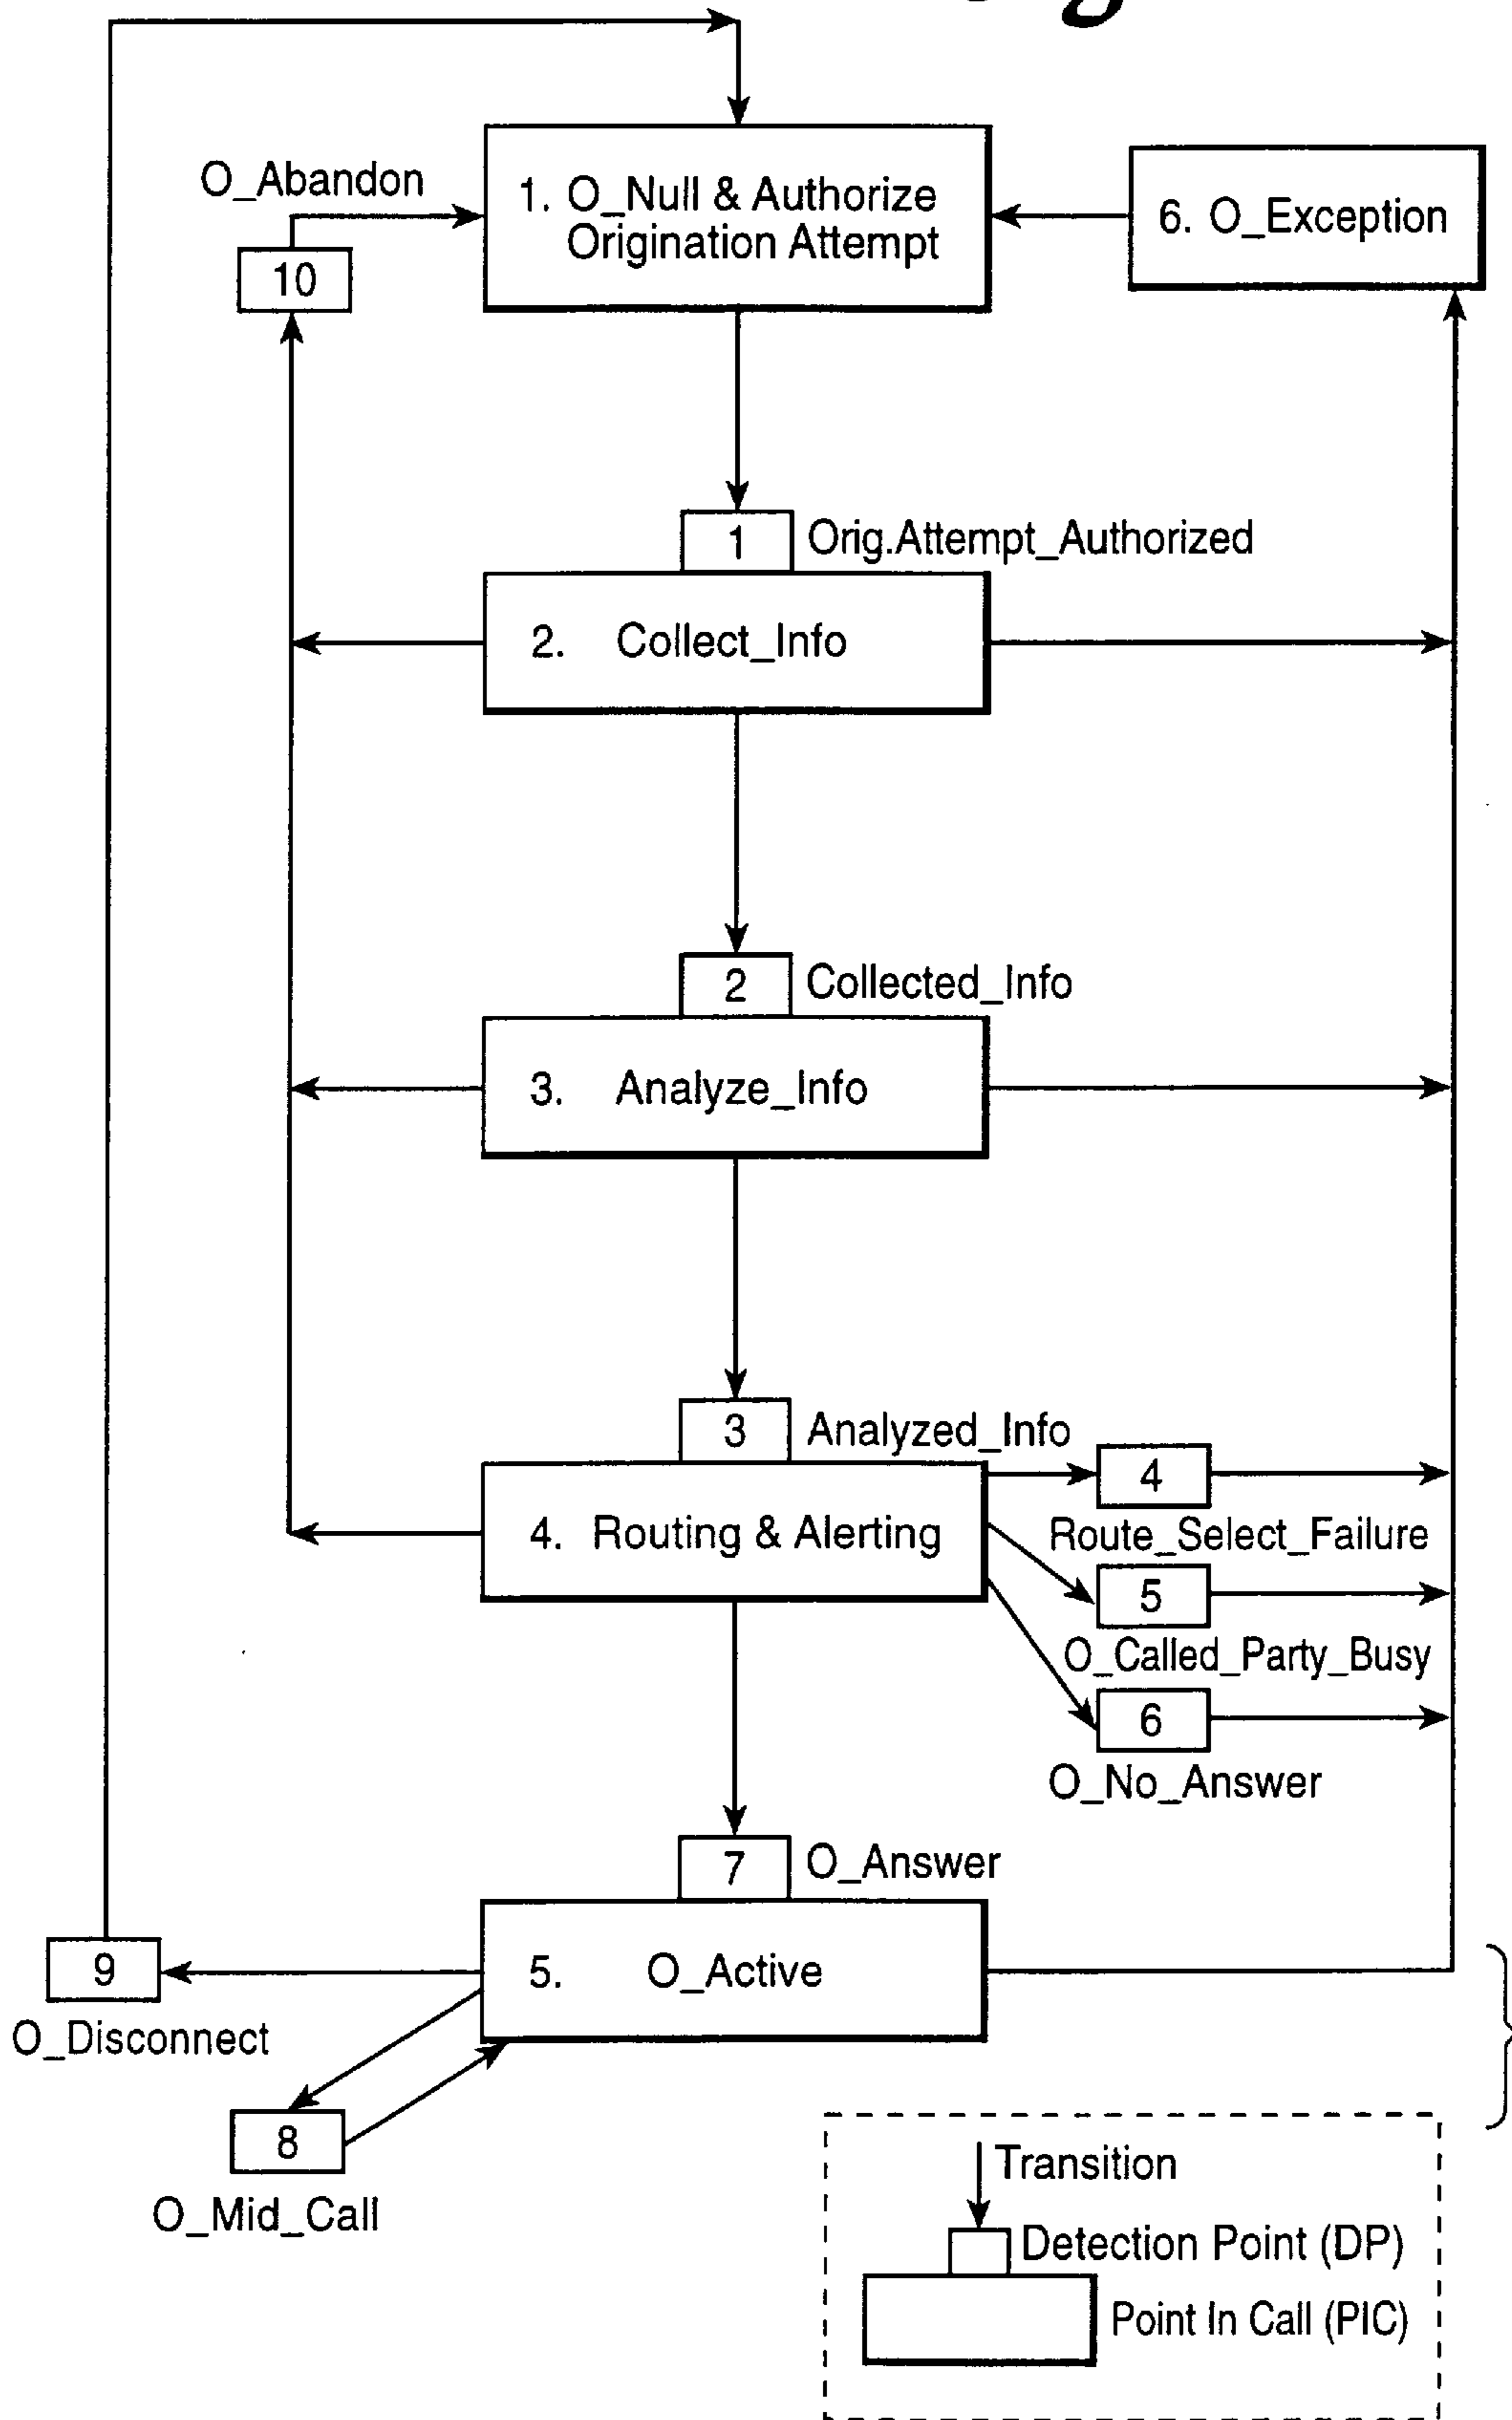 O_Abandon
1. O_Null & Authorize
Origination Attempt
6. O_Exception
10
1
Orig.Attempt_Authorized
2. Collect_Info
2
Collected_Info
3. Analyze_Info
3
Analyzed_Info
4
4. Routing & Alerting
Route_Select_Failure
5
O_Called_Party_Busy
6
O_No_Answer
7
O_Answer
9
5. O_Active
O_Disconnect
8
O_Mid_Call
Transition
Detection Point (DP)
Point In Call (PIC)